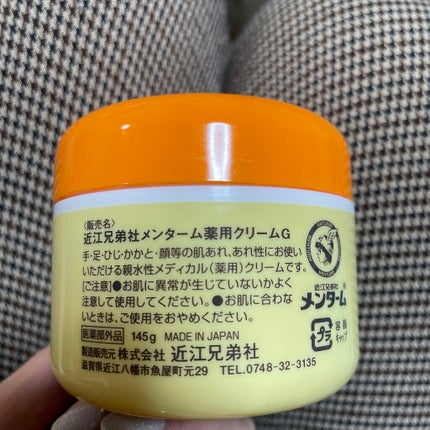 〈販売名〉
近江兄弟社メンターム薬用クリームG
手・足・ひじ・かかと・顔等の肌あれ、あれ性にお使い
いただける親水性メディカル(薬用)クリームです。
【ご注意】●お肌に異常が生じていないかよく
注意して使用してください。●お肌に合わない
ときは、ご使用をおやめください。
医薬部外品 145g MADE IN JAPAN
製造販売元 株式会社 近江兄弟社
滋賀県近江八幡市魚屋町元29 TEL.0748-32-3135
近江兄弟社
メンターム®
プラ
容器
キャップ